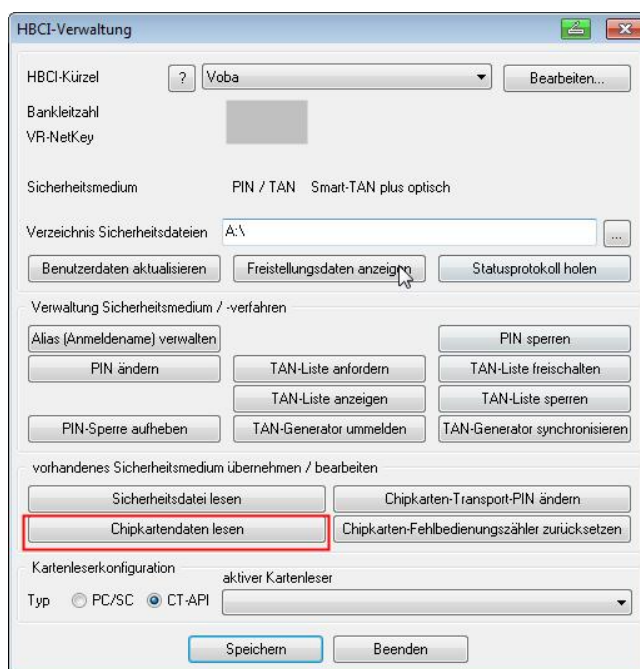 HBCI-Verwaltung
HBCI-Kürzel ? Voba Bearbeiten...
Bankleitzahl
VR-NetKey
Sicherheitsmedium PIN / TAN Smart-TAN plus optisch
Verzeichnis Sicherheitsdateien A:\ ...
Benutzerdaten aktualisieren Freistellungsdaten anzeigen Statusprotokoll holen
Verwaltung Sicherheitsmedium / -verfahren
Alias (Anmeldename) verwalten PIN sperren
PIN ändern TAN-Liste anfordern TAN-Liste freischalten
TAN-Liste anzeigen TAN-Liste sperren
PIN-Sperre aufheben TAN-Generator ummelden TAN-Generator synchronisieren
vorhandenes Sicherheitsmedium übernehmen / bearbeiten
Sicherheitsdatei lesen Chipkarten-Transport-PIN ändern
Chipkartendaten lesen Chipkarten-Fehlbedienungszähler zurücksetzen
Kartenleserkonfiguration
aktiver Kartenleser
Typ PC/SC CT-API
Speichern Beenden